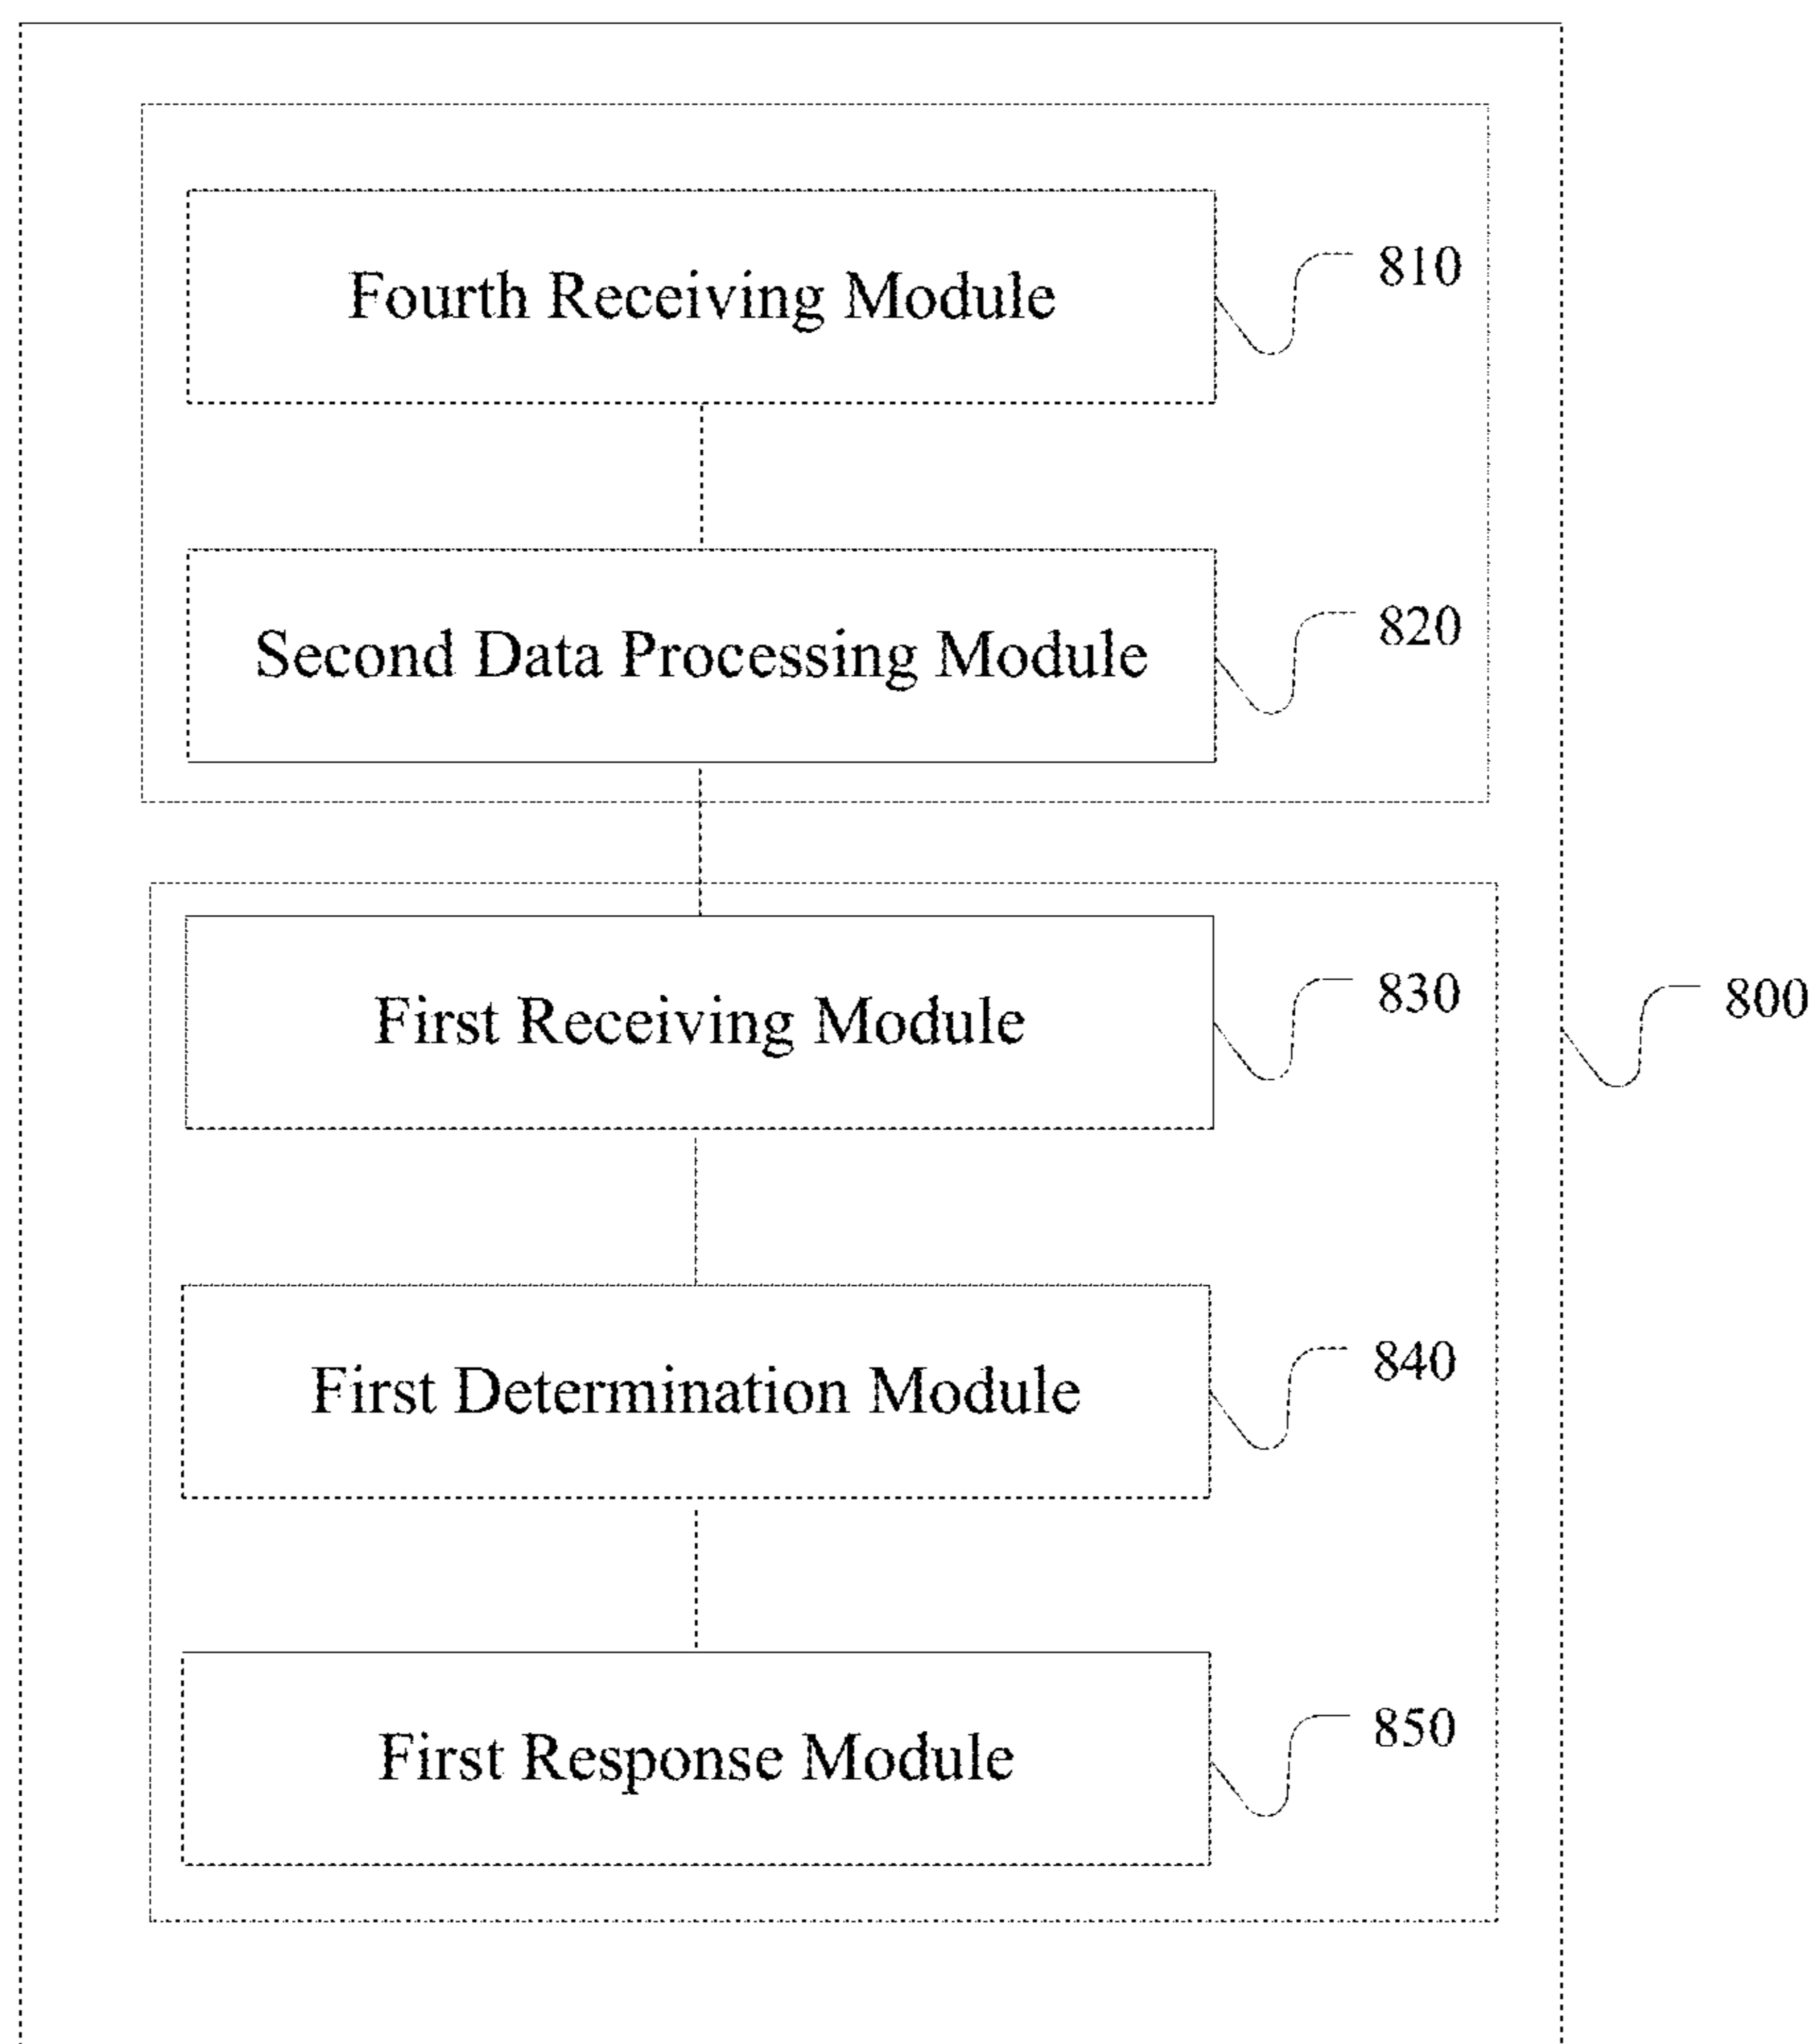 Fourth Receiving Module
810
Second Data Processing Module
820
First Receiving Module
830
800
First Determination Module
840
First Response Module
850